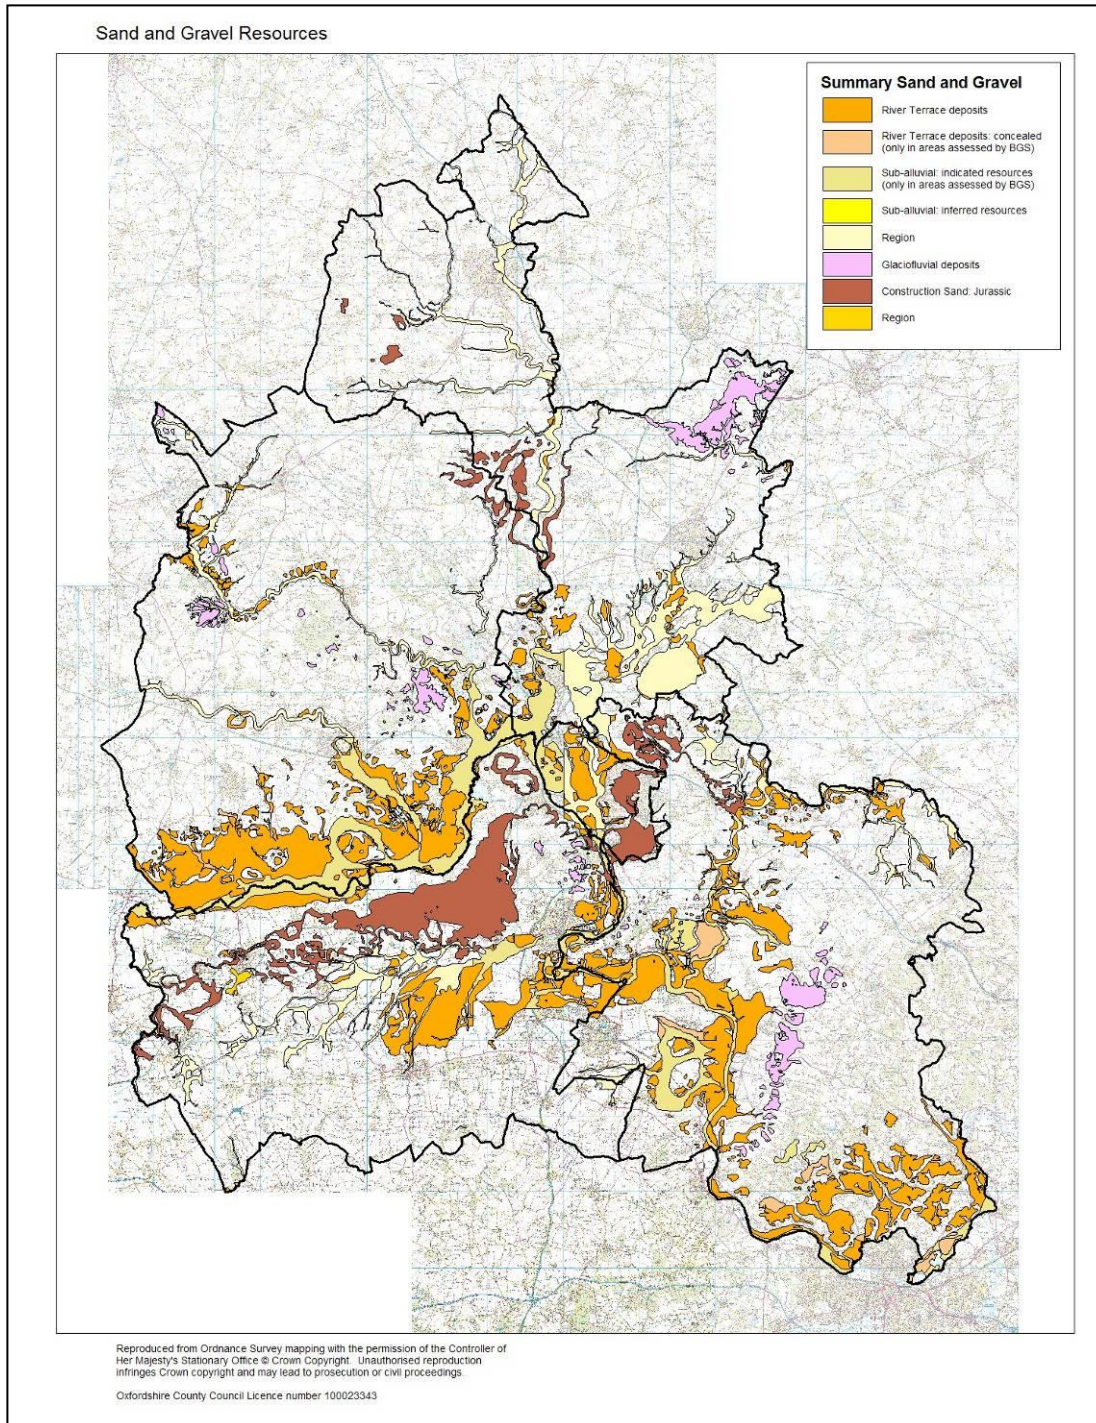 Sand and Gravel Resources
Summary Sand and Gravel
River Terrace deposits
River Terrace deposits: concealed
(only in areas assessed by BGS)
Sub-alluvial: indicated resources
(only in areas assessed by BGS)
Sub-alluvial: inferred resources
Region
Glaciofluvial deposits
Construction Sand: Jurassic
Region
Reproduced from Ordnance Survey mapping with the permission of the Controller of
Her Majesty's Stationary Office © Crown Copyright. Unauthorised reproduction
infringes Crown copyright and may lead to prosecution or civil proceedings.
Oxfordshire County Council Licence number 100023343